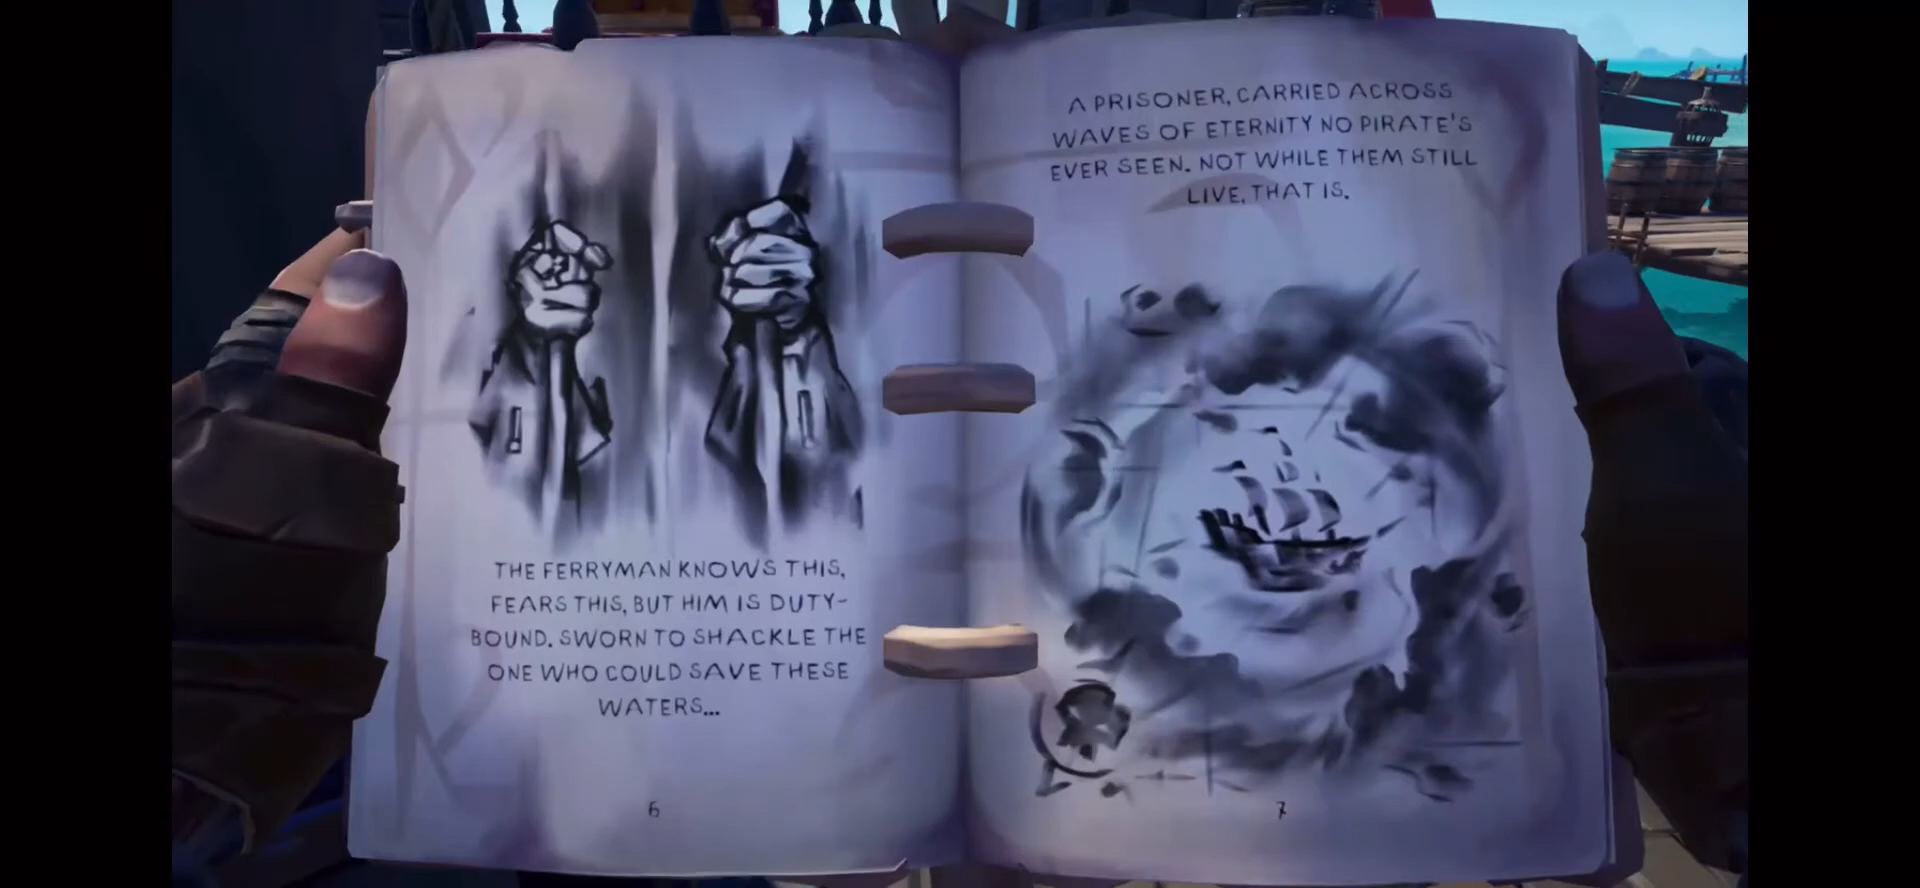 THE FERRYMAN KNOWS THIS,
FEARS THIS, BUT HIM IS DUTY-
BOUND. SWORN TO SHACKLE THE
ONE WHO COULD SAVE THESE
WATERS...
6
A PRISONER, CARRIED ACROSS
WAVES OF ETERNITY NO PIRATE'S
EVER SEEN. NOT WHILE THEM STILL
LIVE, THAT IS.
7